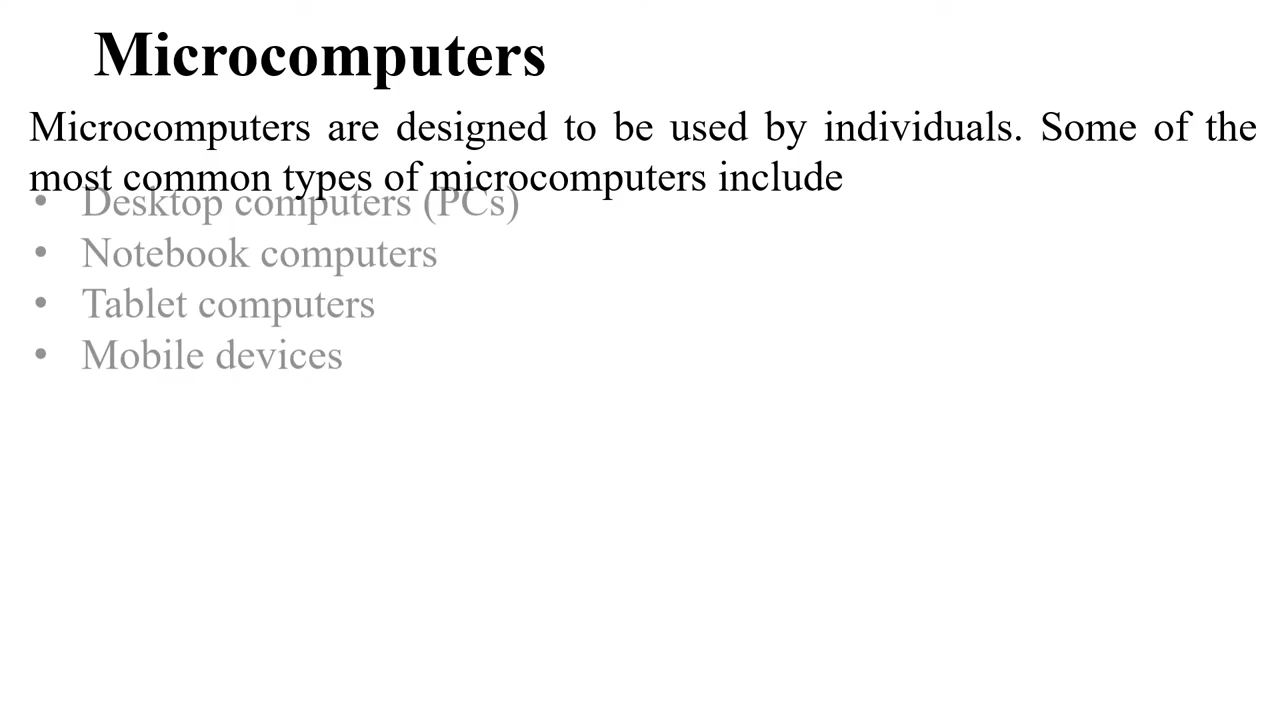 Microcomputers
Microcomputers are designed to be used by individuals. Some of the
most common types of microcomputers include
• Desktop computers (PCs)
• Notebook computers
• Tablet computers
• Mobile devices